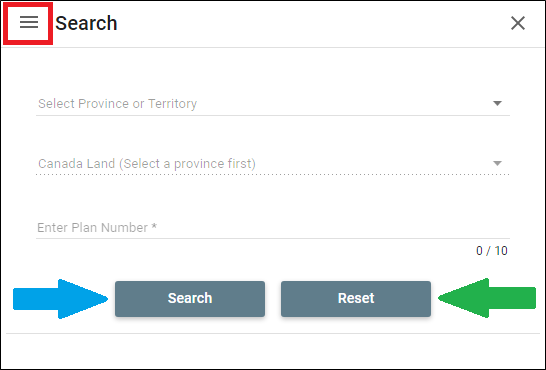 Search
Select Province or Territory
Canada Land (Select a province first)
Enter Plan Number *
0 / 10
Search Reset